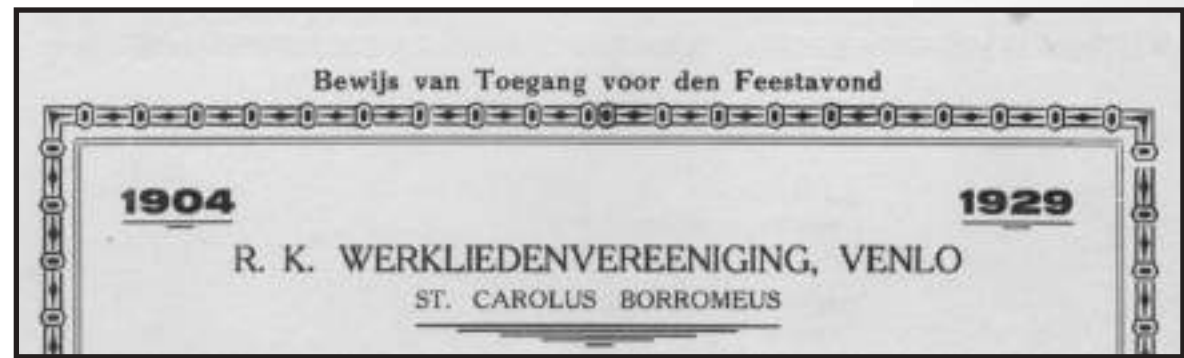 Bewijs van Toegang voor den Feestavond
1904 1929
R. K. WERKLIEDENVEREENIGING, VENLO
ST. CAROLUS BORROMEUS